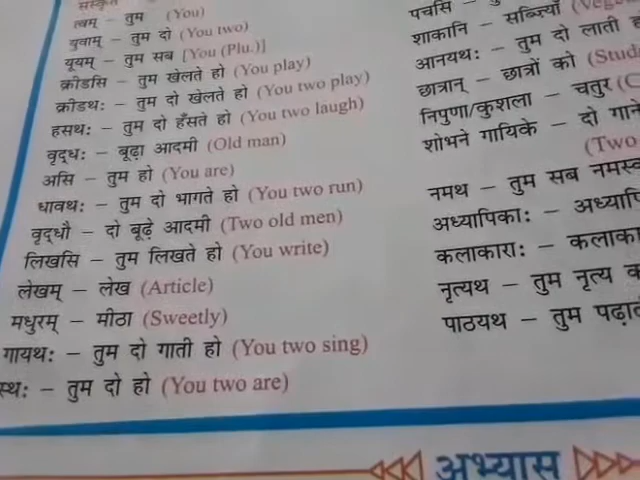 संस्कृत
त्वम् – तुम (You)
युवाम् – तुम दो (You two)
यूयम् – तुम सब [You (Plu.)]
क्रीडसि – तुम खेलते हो (You play)
क्रीडथः – तुम दो खेलते हो (You two play)
हसथः – तुम दो हँसते हो (You two laugh)
वृद्धः – बूढ़ा आदमी (Old man)
असि – तुम हो (You are)
धावथः – तुम दो भागते हो (You two run)
वृद्धौ – दो बूढ़े आदमी (Two old men)
लिखसि – तुम लिखते हो (You write)
लेखम् – लेख (Article)
मधुरम् – मीठा (Sweetly)
गायथः – तुम दो गाती हो (You two sing)
स्थः – तुम दो हो (You two are)
पचसि –
शाकानि – सब्ज़ियाँ
आनयथः – तुम दो लाती
छात्रान् – छात्रों को
निपुणा/कुशला – चतुर
शोभने गायिके – दो
(Two
नमथ – तुम सब
अध्यापिकाः –
कलाकाराः –
नृत्यथ – तुम नृत्य
पाठयथ – तुम
अभ्यास